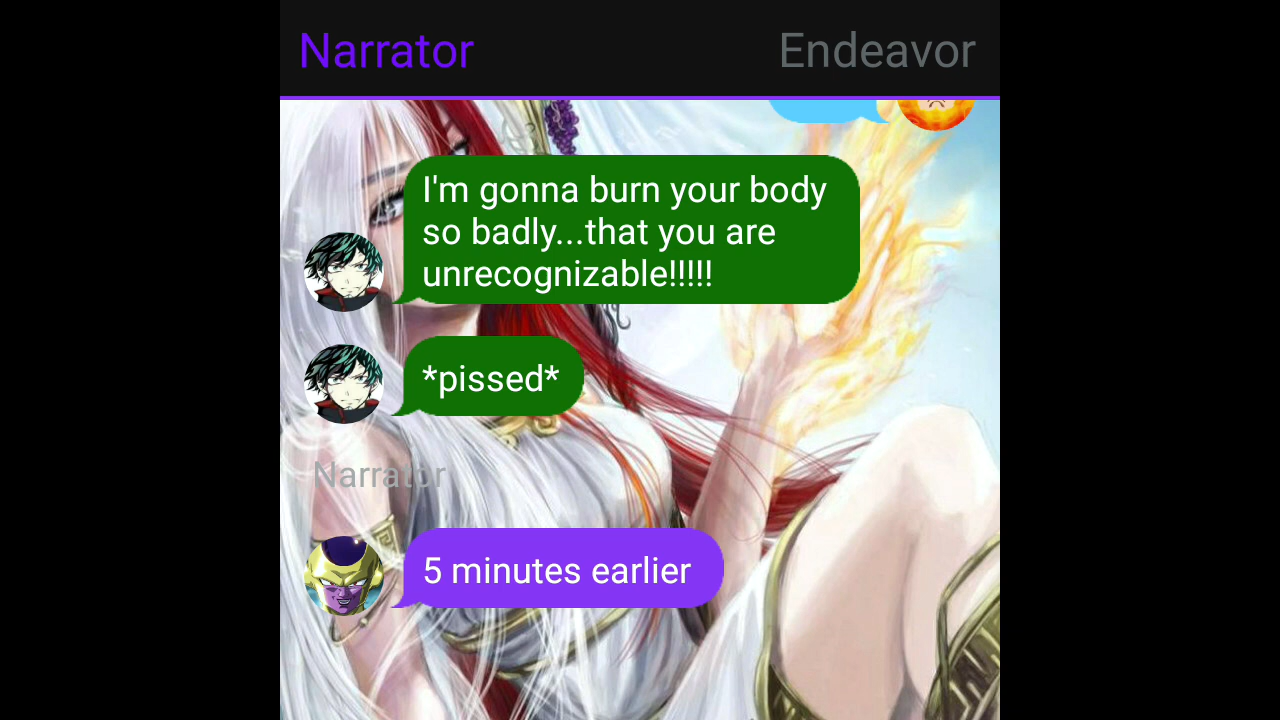 Narrator
Endeavor
I'm gonna burn your body
so badly...that you are
unrecognizable!!!!!
*pissed*
Narrator
5 minutes earlier